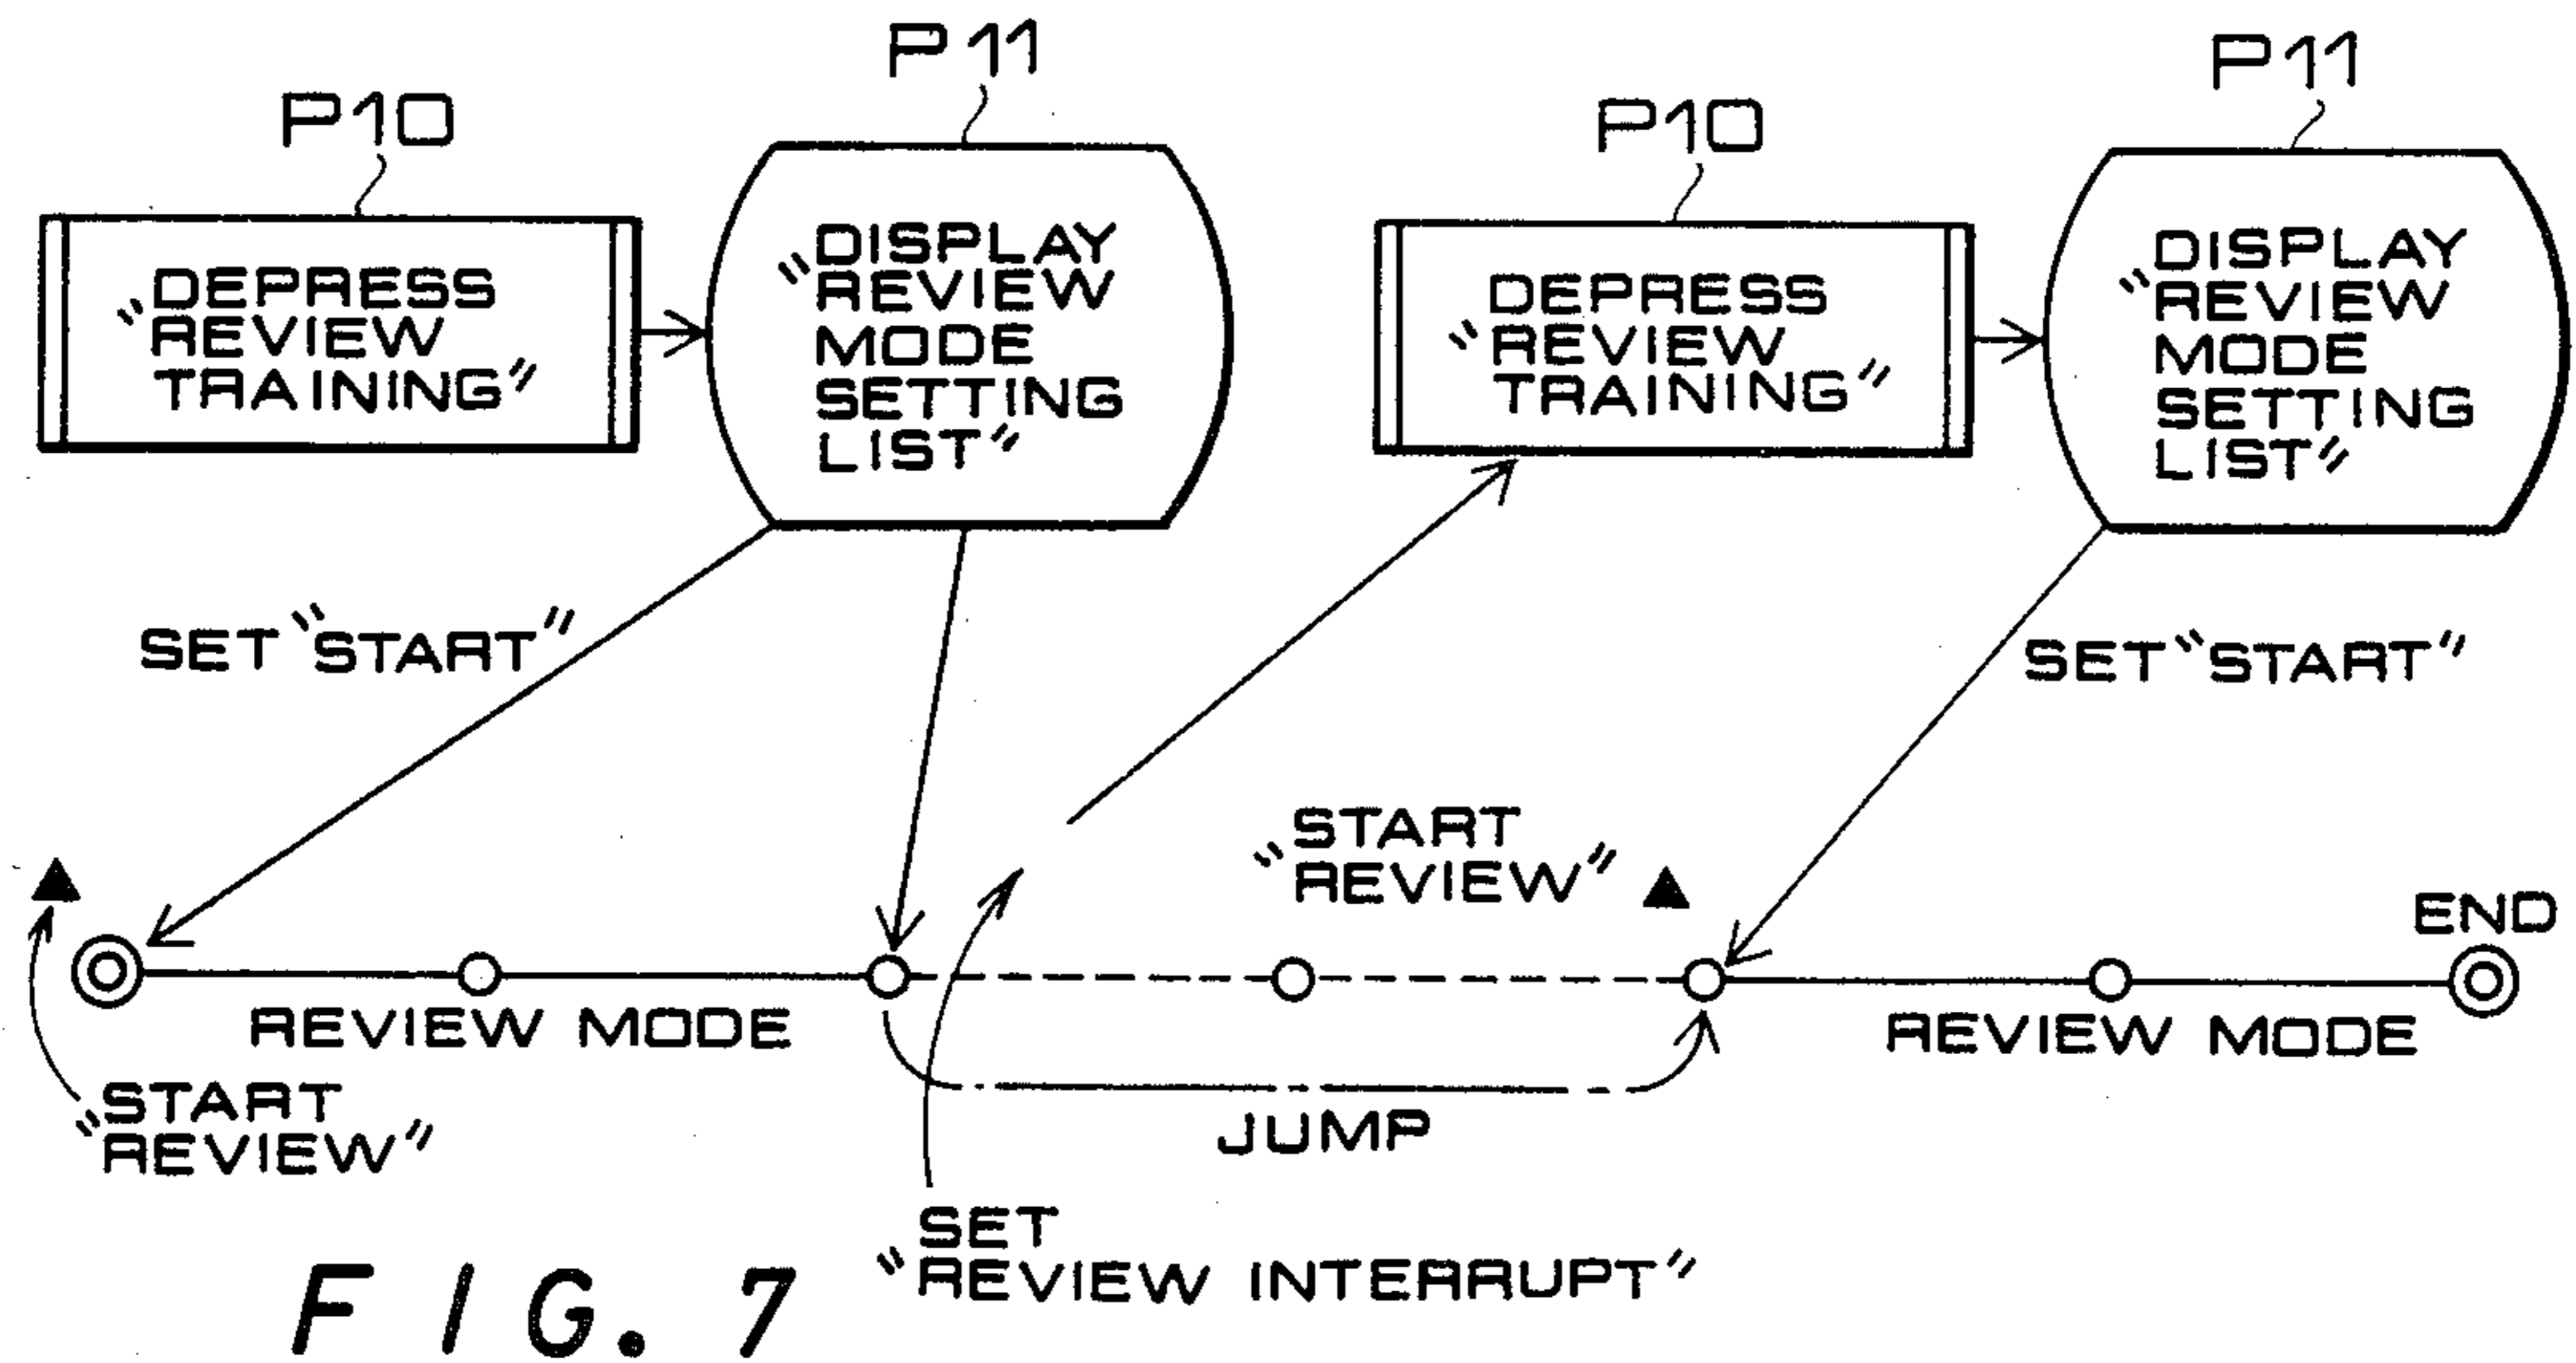 P10
P11
P10
P11
"DEPRESS
REVIEW
TRAINING"
"DISPLAY
REVIEW
MODE
SETTING
LIST"
DEPRESS
"REVIEW
TRAINING"
"DISPLAY
REVIEW
MODE
SETTING
LIST"
SET "START"
SET "START"
"START
REVIEW" ▲
▲
END
REVIEW MODE
REVIEW MODE
"START
REVIEW"
JUMP
SET
"REVIEW INTERRUPT"
FIG. 7